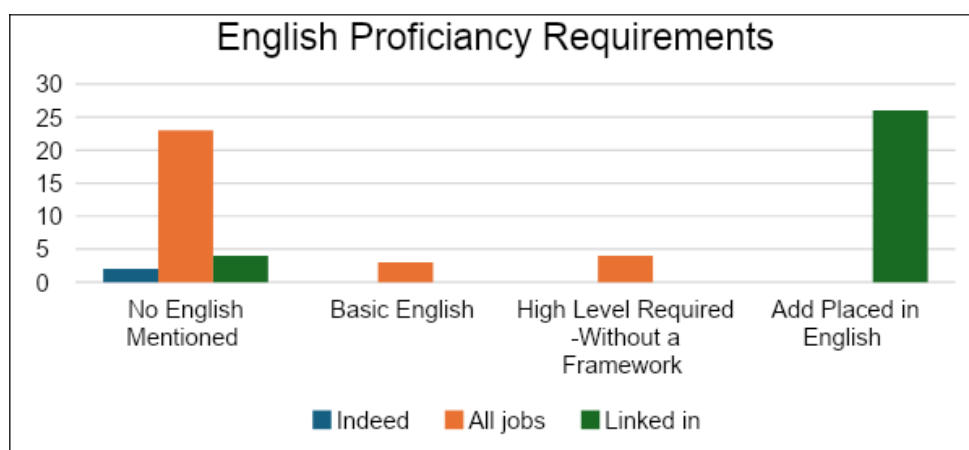 English Proficiancy Requirements
30
25
20
15
10
5
0
No English
Mentioned
Basic English
High Level Required
-Without a
Framework
Add Placed in
English
Indeed
All jobs
Linked in